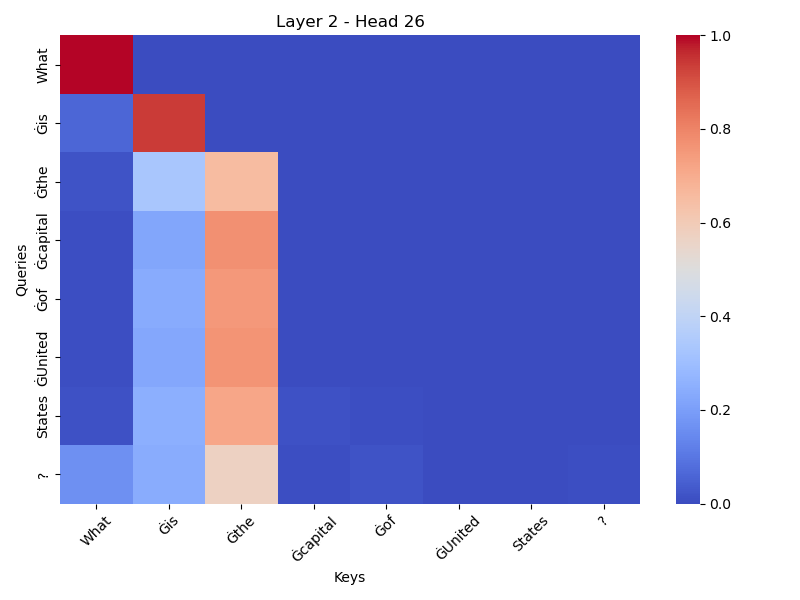 Layer 2 - Head 26
Queries
What
Ġis
Ġthe
Ġcapital
Ġof
ĠUnited
States
?
What
Ġis
Ġthe
Ġcapital
Ġof
ĠUnited
States
?
Keys
1.0
0.8
0.6
0.4
0.2
0.0